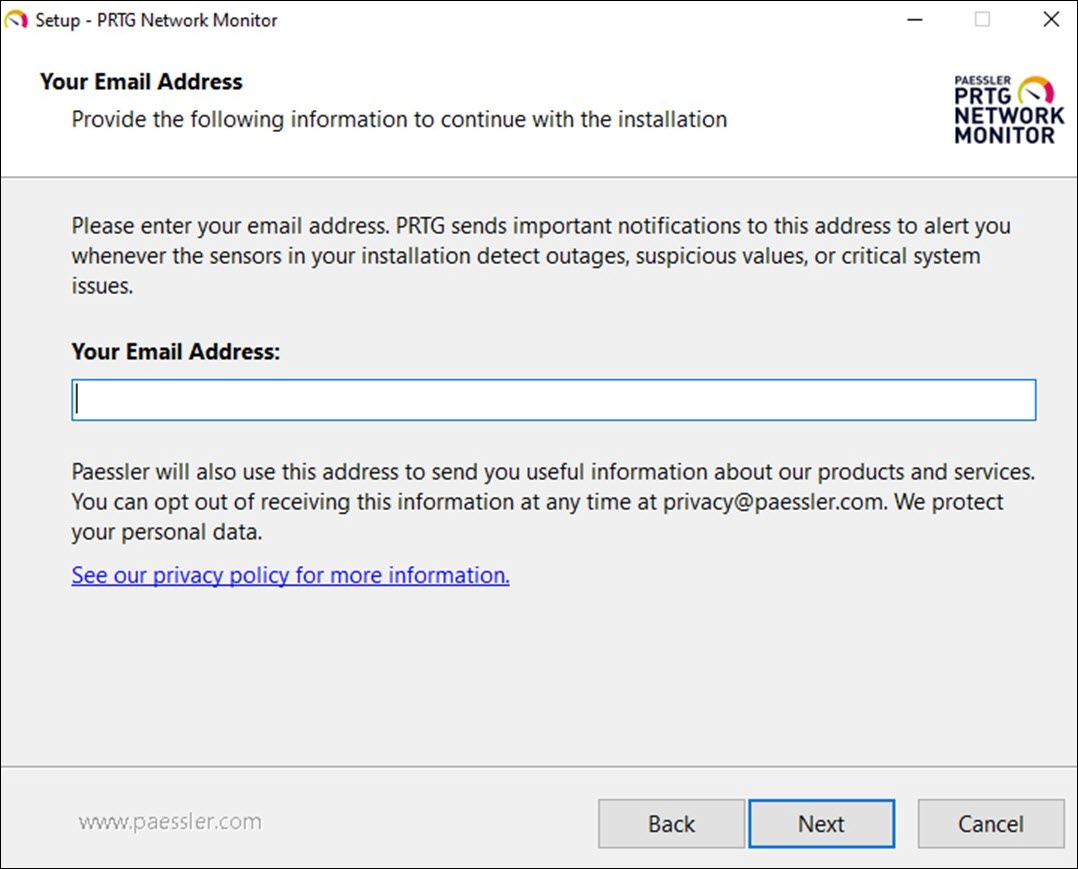 Setup - PRTG Network Monitor
Your Email Address
Provide the following information to continue with the installation
PAESSLER
PRTG
NETWORK
MONITOR
Please enter your email address. PRTG sends important notifications to this address to alert you
whenever the sensors in your installation detect outages, suspicious values, or critical system
issues.
Your Email Address:
Paessler will also use this address to send you useful information about our products and services.
You can opt out of receiving this information at any time at privacy@paessler.com. We protect
your personal data.
See our privacy policy for more information.
www.paessler.com
Back
Next
Cancel